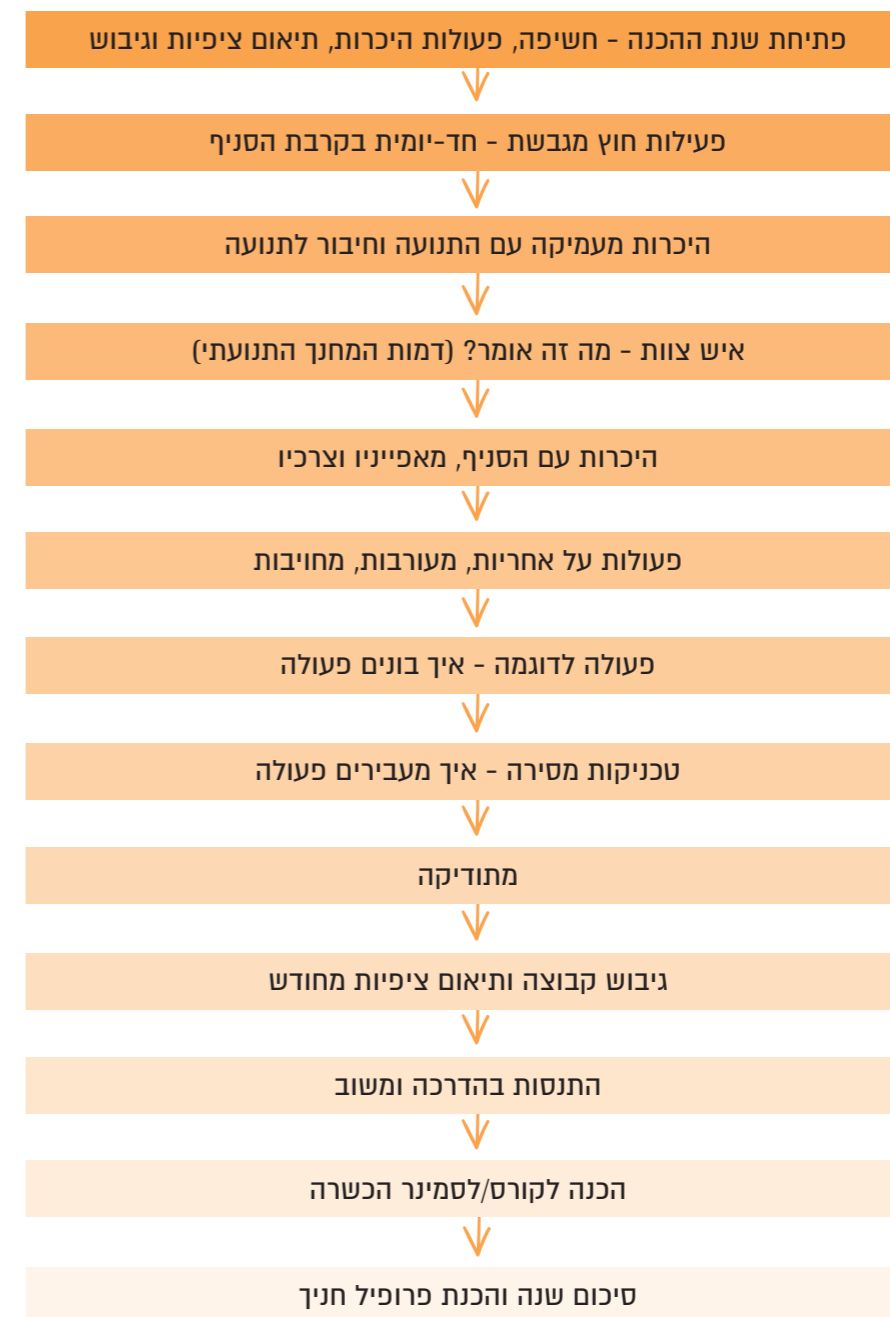 פתיחת שנת ההכנה - חשיפה, פעולות היכרות, תיאום ציפיות וגיבוש
פעילות חוץ מגבשת - חד-יומית בקרבת הסניף
היכרות מעמיקה עם התנועה וחיבור לתנועה
איש צוות - מה זה אומר? (דמות המחנך התנועתי)
היכרות עם הסניף, מאפייניו וצרכיו
פעולות על אחריות, מעורבות, מחויבות
פעולה לדוגמה - איך בונים פעולה
טכניקות מסירה - איך מעבירים פעולה
מתודיקה
גיבוש קבוצה ותיאום ציפיות מחודש
התנסות בהדרכה ומשוב
הכנה לקורס/לסמינר הכשרה
סיכום שנה והכנת פרופיל חניך